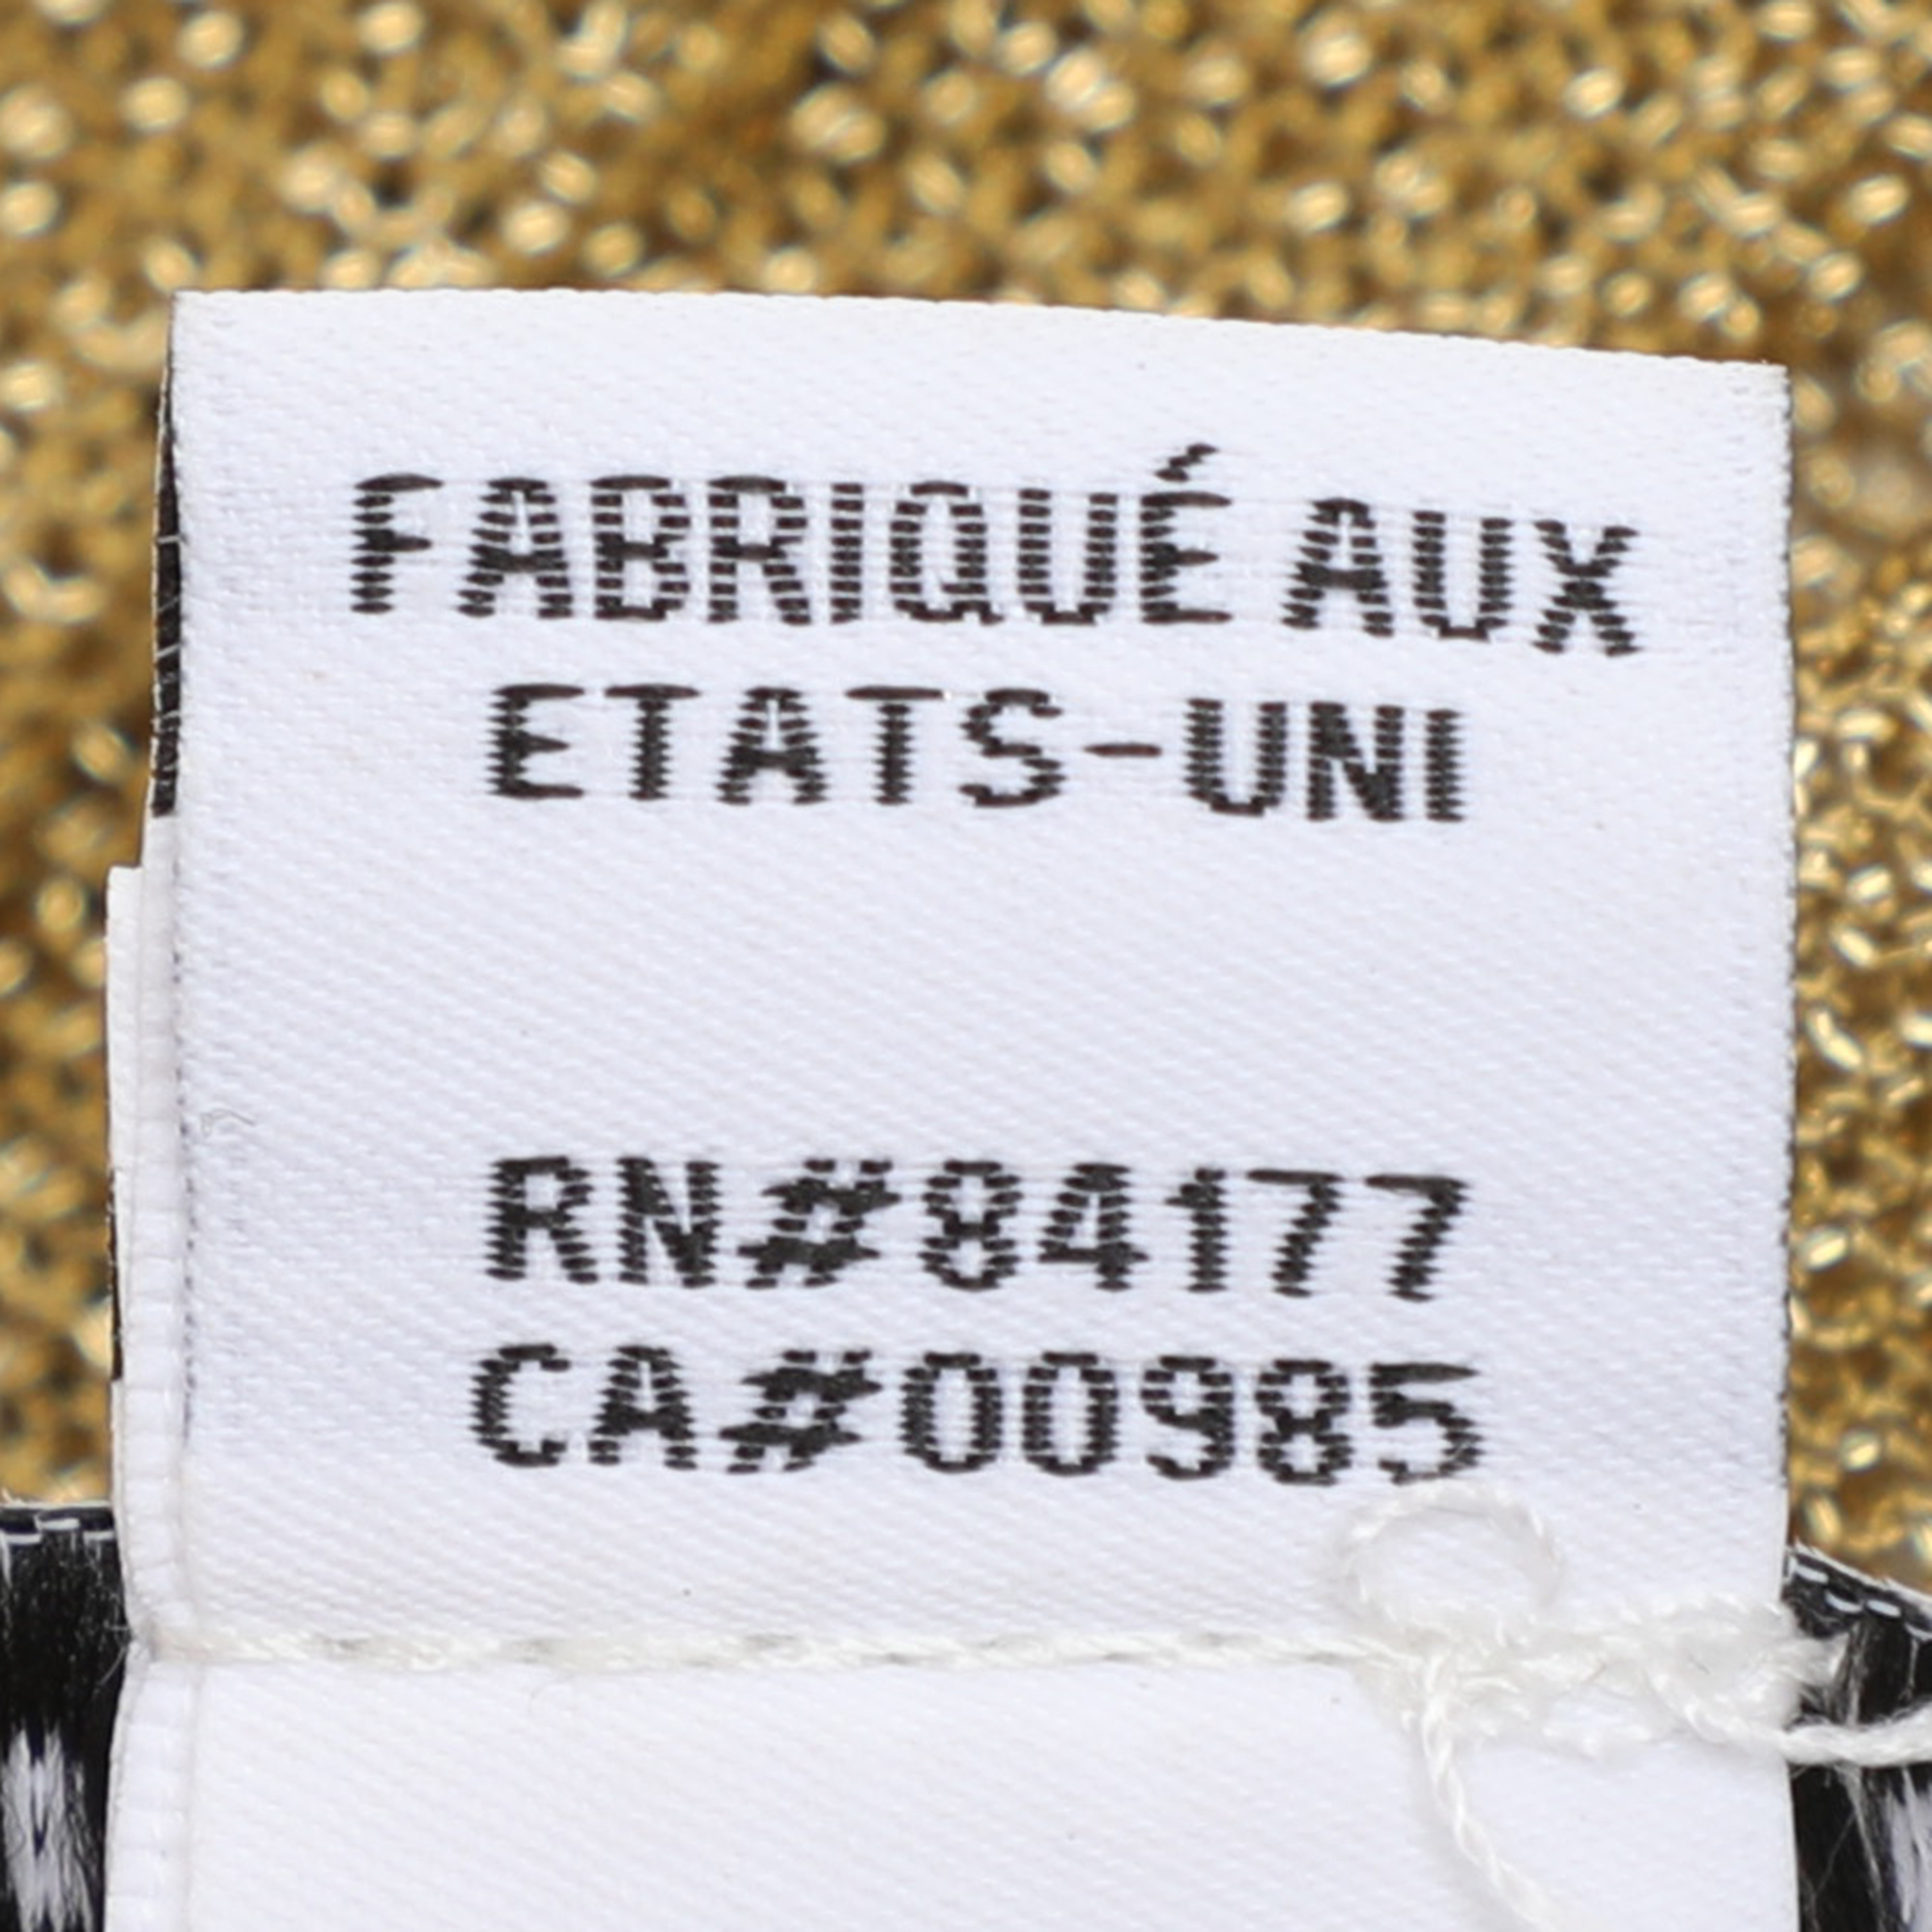 FABRIQUÉ AUX
ETATS-UNI
RN#84177
CA#00985